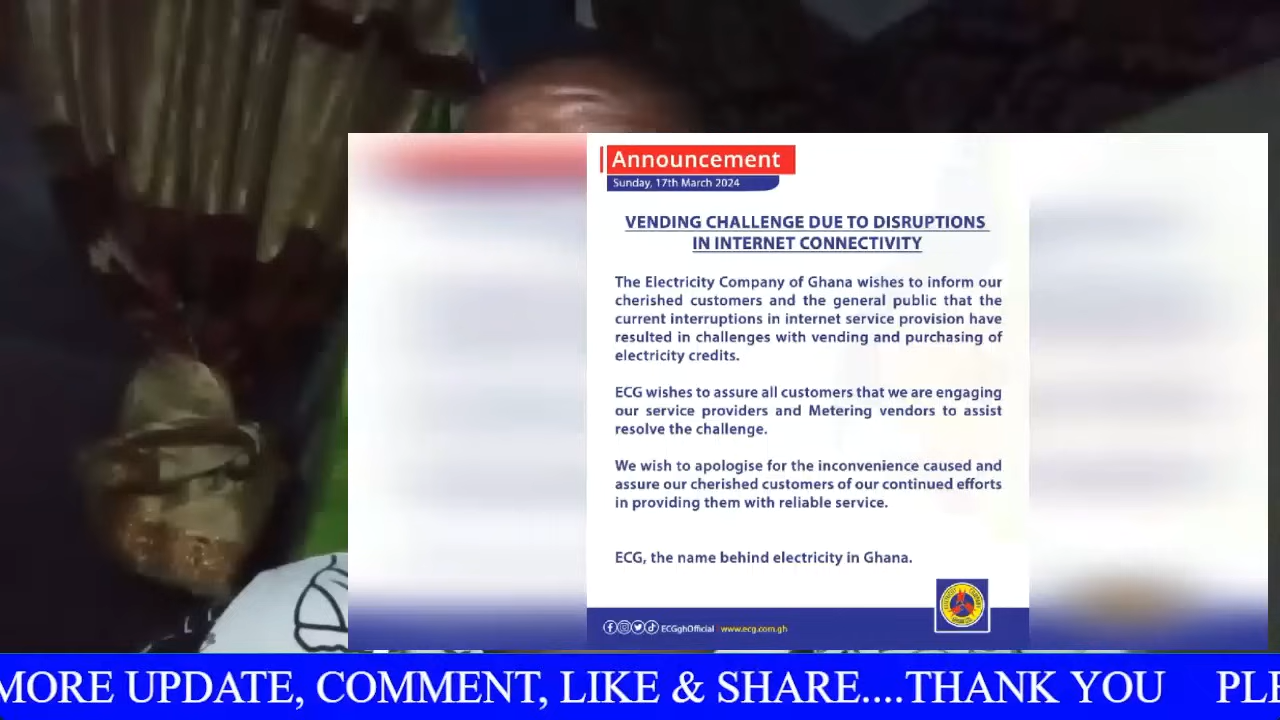 Announcement
Sunday, 17th March 2024
VENDING CHALLENGE DUE TO DISRUPTIONS
IN INTERNET CONNECTIVITY
The Electricity Company of Ghana wishes to inform our
cherished customers and the general public that the
current interruptions in internet service provision have
resulted in challenges with vending and purchasing of
electricity credits.
ECG wishes to assure all customers that we are engaging
our service providers and Metering vendors to assist
resolve the challenge.
We wish to apologise for the inconvenience caused and
assure our cherished customers of our continued efforts
in providing them with reliable service.
ECG, the name behind electricity in Ghana.
ECGghOfficial www.ecg.com.gh
MORE UPDATE, COMMENT, LIKE & SHARE....THANK YOU PLE